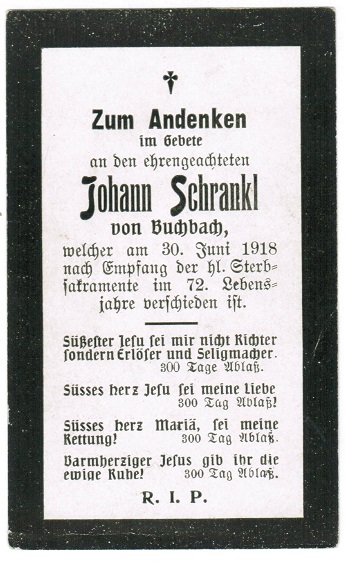 Zum Andenken
im Gebete
an den ehrengeachteten
Johann Schrankl
von Buchbach,
welcher am 30. Juni 1918
nach Empfang der hl. Sterb-
sakramente im 72. Lebens-
jahre verschieden ist.
Süßester Jesu sei mir nicht Richter
sondern Erlöser und Seligmacher.
300 Tage Ablaß.
Süsses Herz Jesu sei meine Liebe
300 Tag Ablaß!
Süsses Herz Mariä, sei meine
Rettung! 300 Tag Ablaß.
Barmherziger Jesus gib ihr die
ewige Ruhe! 300 Tag Ablaß.
R. I. P.